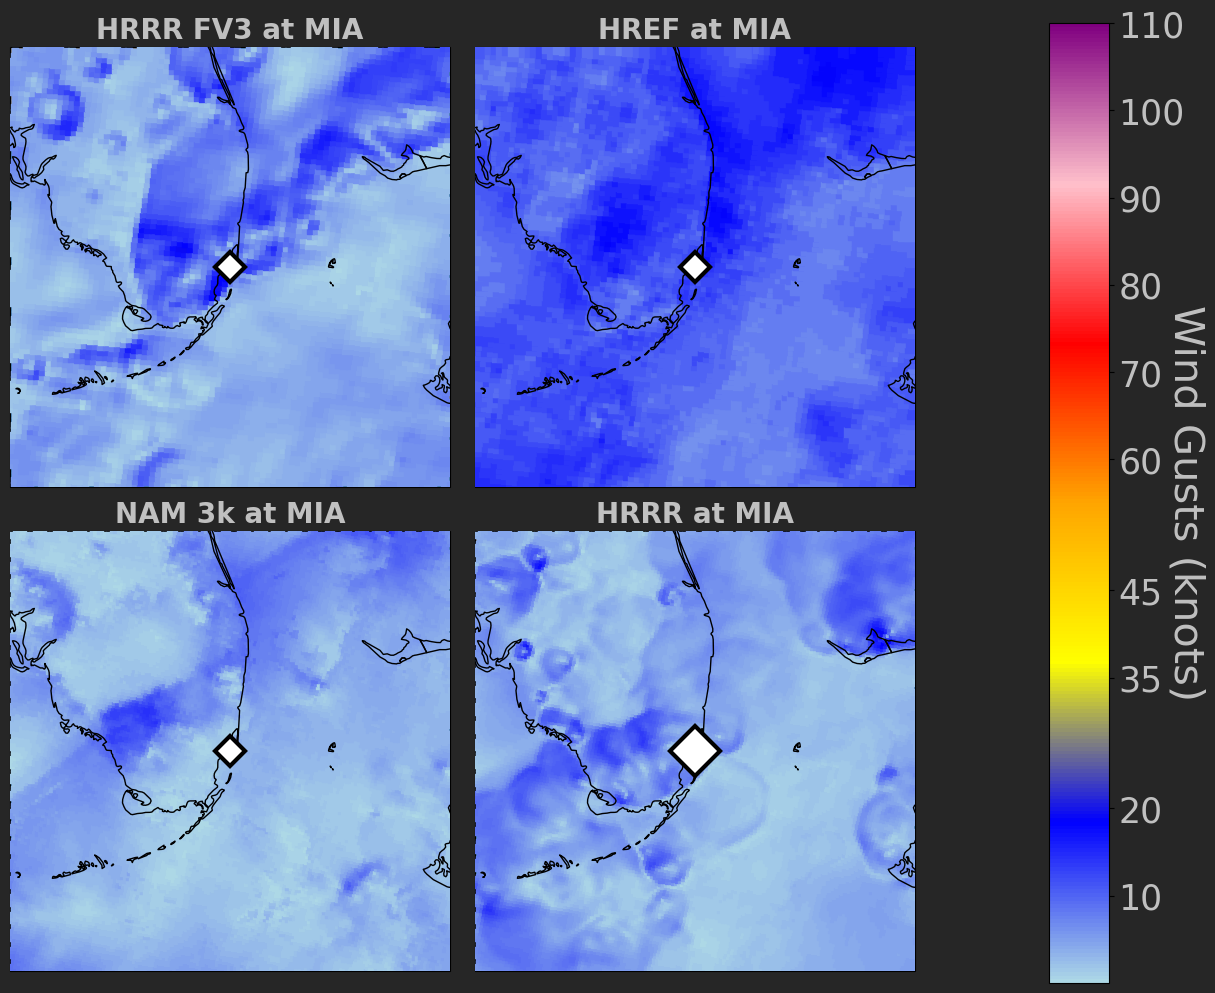 HRRR FV3 at MIA
HREF at MIA
NAM 3k at MIA
HRRR at MIA
110
100
90
80
70
60
45
35
20
10
Wind Gusts (knots)